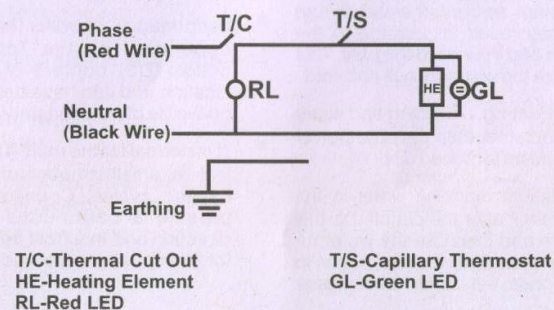 Phase
(Red Wire)
T/C
T/S
RL
HE
GL
Neutral
(Black Wire)
Earthing
T/C-Thermal Cut Out
HE-Heating Element
RL-Red LED
T/S-Capillary Thermostat
GL-Green LED